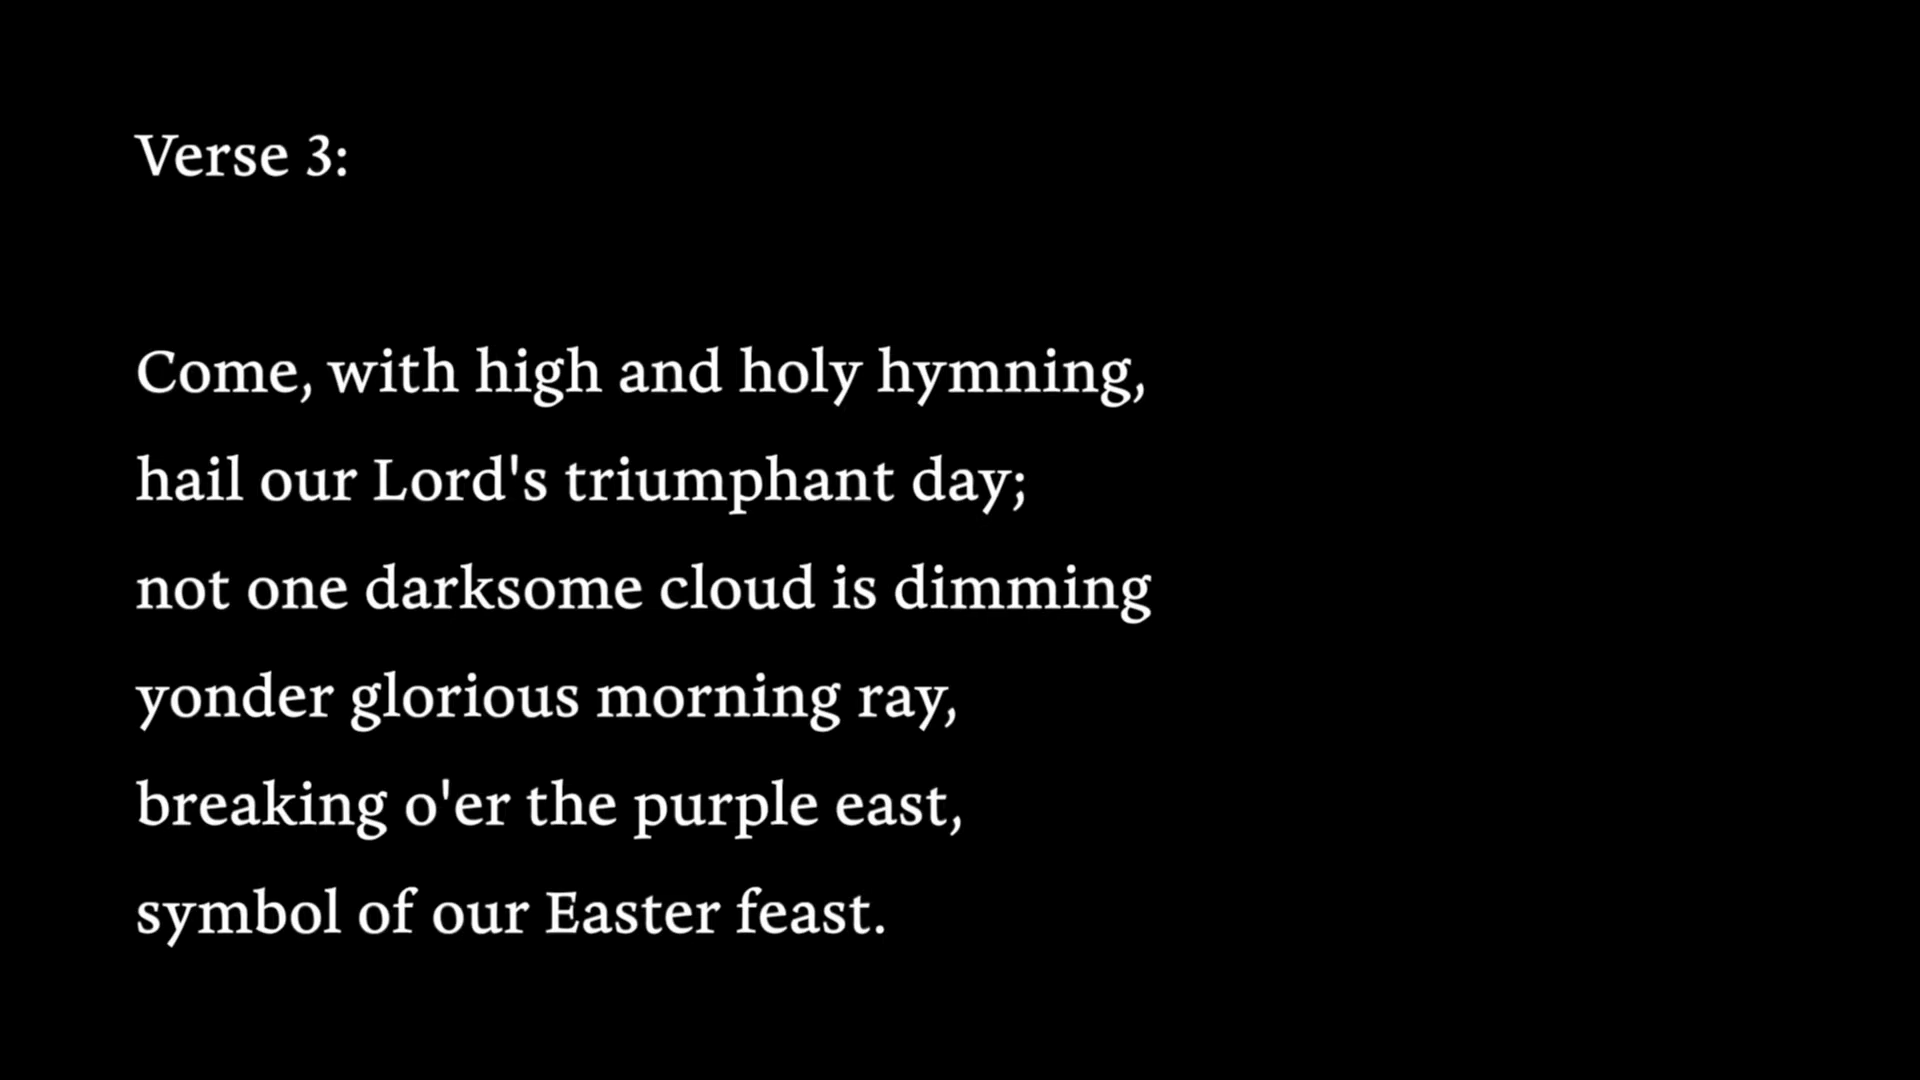 Verse 3:
Come, with high and holy hymning,
hail our Lord's triumphant day;
not one darksome cloud is dimming
yonder glorious morning ray,
breaking o'er the purple east,
symbol of our Easter feast.